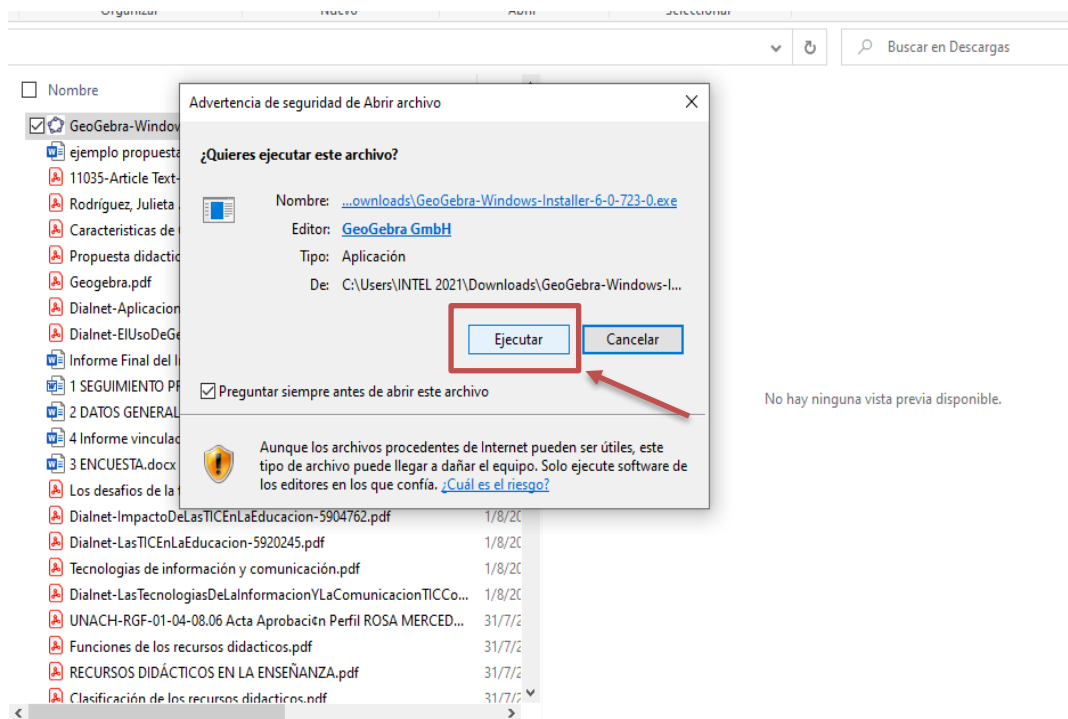 Organizar Nuevo Abrir Seleccionar
Buscar en Descargas
Nombre
GeoGebra-Window
ejemplo propuesta
11035-Article Text-
Rodríguez, Julieta
Caracteristicas de
Propuesta didactic
Geogebra.pdf
Dialnet-Aplicacion
Dialnet-ElUsoDeGe
Informe Final del I
1 SEGUIMIENTO PR
2 DATOS GENERAL
4 Informe vinculac
3 ENCUESTA.docx
Los desafios de la
Advertencia de seguridad de Abrir archivo
¿Quieres ejecutar este archivo?
Nombre: ...ownloads\GeoGebra-Windows-Installer-6-0-723-0.exe
Editor: GeoGebra GmbH
Tipo: Aplicación
De: C:\Users\INTEL 2021\Downloads\GeoGebra-Windows-I...
Ejecutar Cancelar
Preguntar siempre antes de abrir este archivo
Aunque los archivos procedentes de Internet pueden ser útiles, este
tipo de archivo puede llegar a dañar el equipo. Solo ejecute software de
los editores en los que confía. ¿Cuál es el riesgo?
No hay ninguna vista previa disponible.
Dialnet-ImpactoDeLasTICEnLaEducacion-5904762.pdf 1/8/20
Dialnet-LasTICEnLaEducacion-5920245.pdf 1/8/20
Tecnologias de información y comunicación.pdf 1/8/20
Dialnet-LasTecnologiasDeLaInformacionYLaComunicacionTICCo... 1/8/20
UNACH-RGF-01-04-08.06 Acta Aprobaci¢n Perfil ROSA MERCED... 31/7/2
Funciones de los recursos didacticos.pdf 31/7/2
RECURSOS DIDÁCTICOS EN LA ENSEÑANZA.pdf 31/7/2
Clasificación de los recursos didacticos.pdf 31/7/2